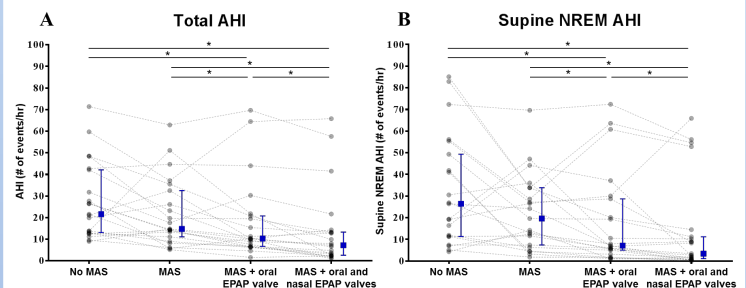 A
Total AHI
AHI (# of events/hr)
100
90
80
70
60
50
40
30
20
10
0
*
*
*
*
*
No MAS
MAS
MAS + oral
EPAP valve
MAS + oral and
nasal EPAP valves
B
Supine NREM AHI
Supine NREM AHI (# of events/hr)
100
90
80
70
60
50
40
30
20
10
0
*
*
*
*
*
No MAS
MAS
MAS + oral
EPAP valve
MAS + oral and
nasal EPAP valves